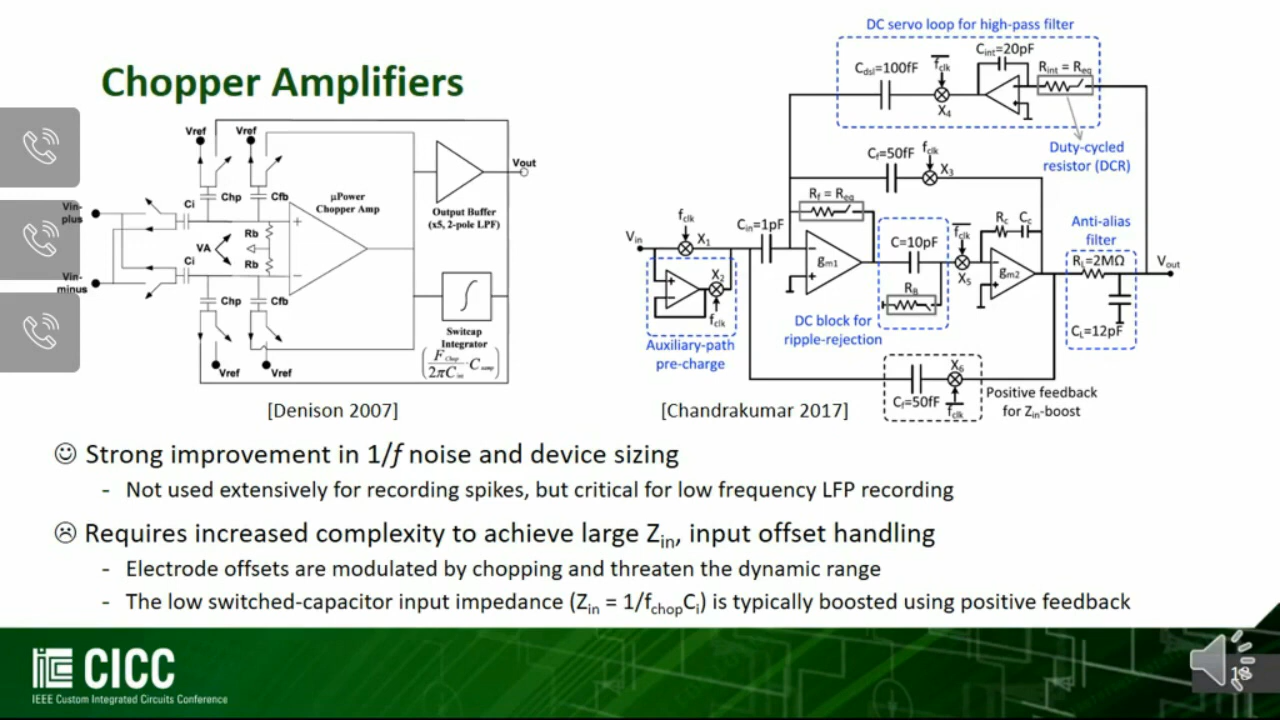 Chopper Amplifiers
Vref
Vref
Chp
Cfb
Ci
Vin-
plus
VA
Rb
Rb
Vin-
minus
Ci
Chp
Cfb
Vref
Vref
µPower
Chopper Amp
Vout
Output Buffer
(x5, 2-pole LPF)
∫
Switcap
Integrator
[Denison 2007]
DC servo loop for high-pass filter
Cdsl=100fF
fclk
X4
Cint=20pF
Rint = Req
Duty-cycled
resistor (DCR)
Cf=50fF
fclk
X3
Rf = Req
Vin
fclk
X1
Cin=1pF
X2
fclk
Auxiliary-path
pre-charge
gm1
C=10pF
RB
DC block for
ripple-rejection
fclk
X5
Rc
Cc
gm2
Anti-alias
filter
RL=2MΩ
Vout
CL=12pF
Cf=50fF
X6
fclk
Positive feedback
for Zin-boost
[Chandrakumar 2017]
☺ Strong improvement in 1/f noise and device sizing
- Not used extensively for recording spikes, but critical for low frequency LFP recording
☹ Requires increased complexity to achieve large Zin, input offset handling
- Electrode offsets are modulated by chopping and threaten the dynamic range
- The low switched-capacitor input impedance (Zin = 1/fchopCi) is typically boosted using positive feedback
CICC
IEEE Custom Integrated Circuits Conference